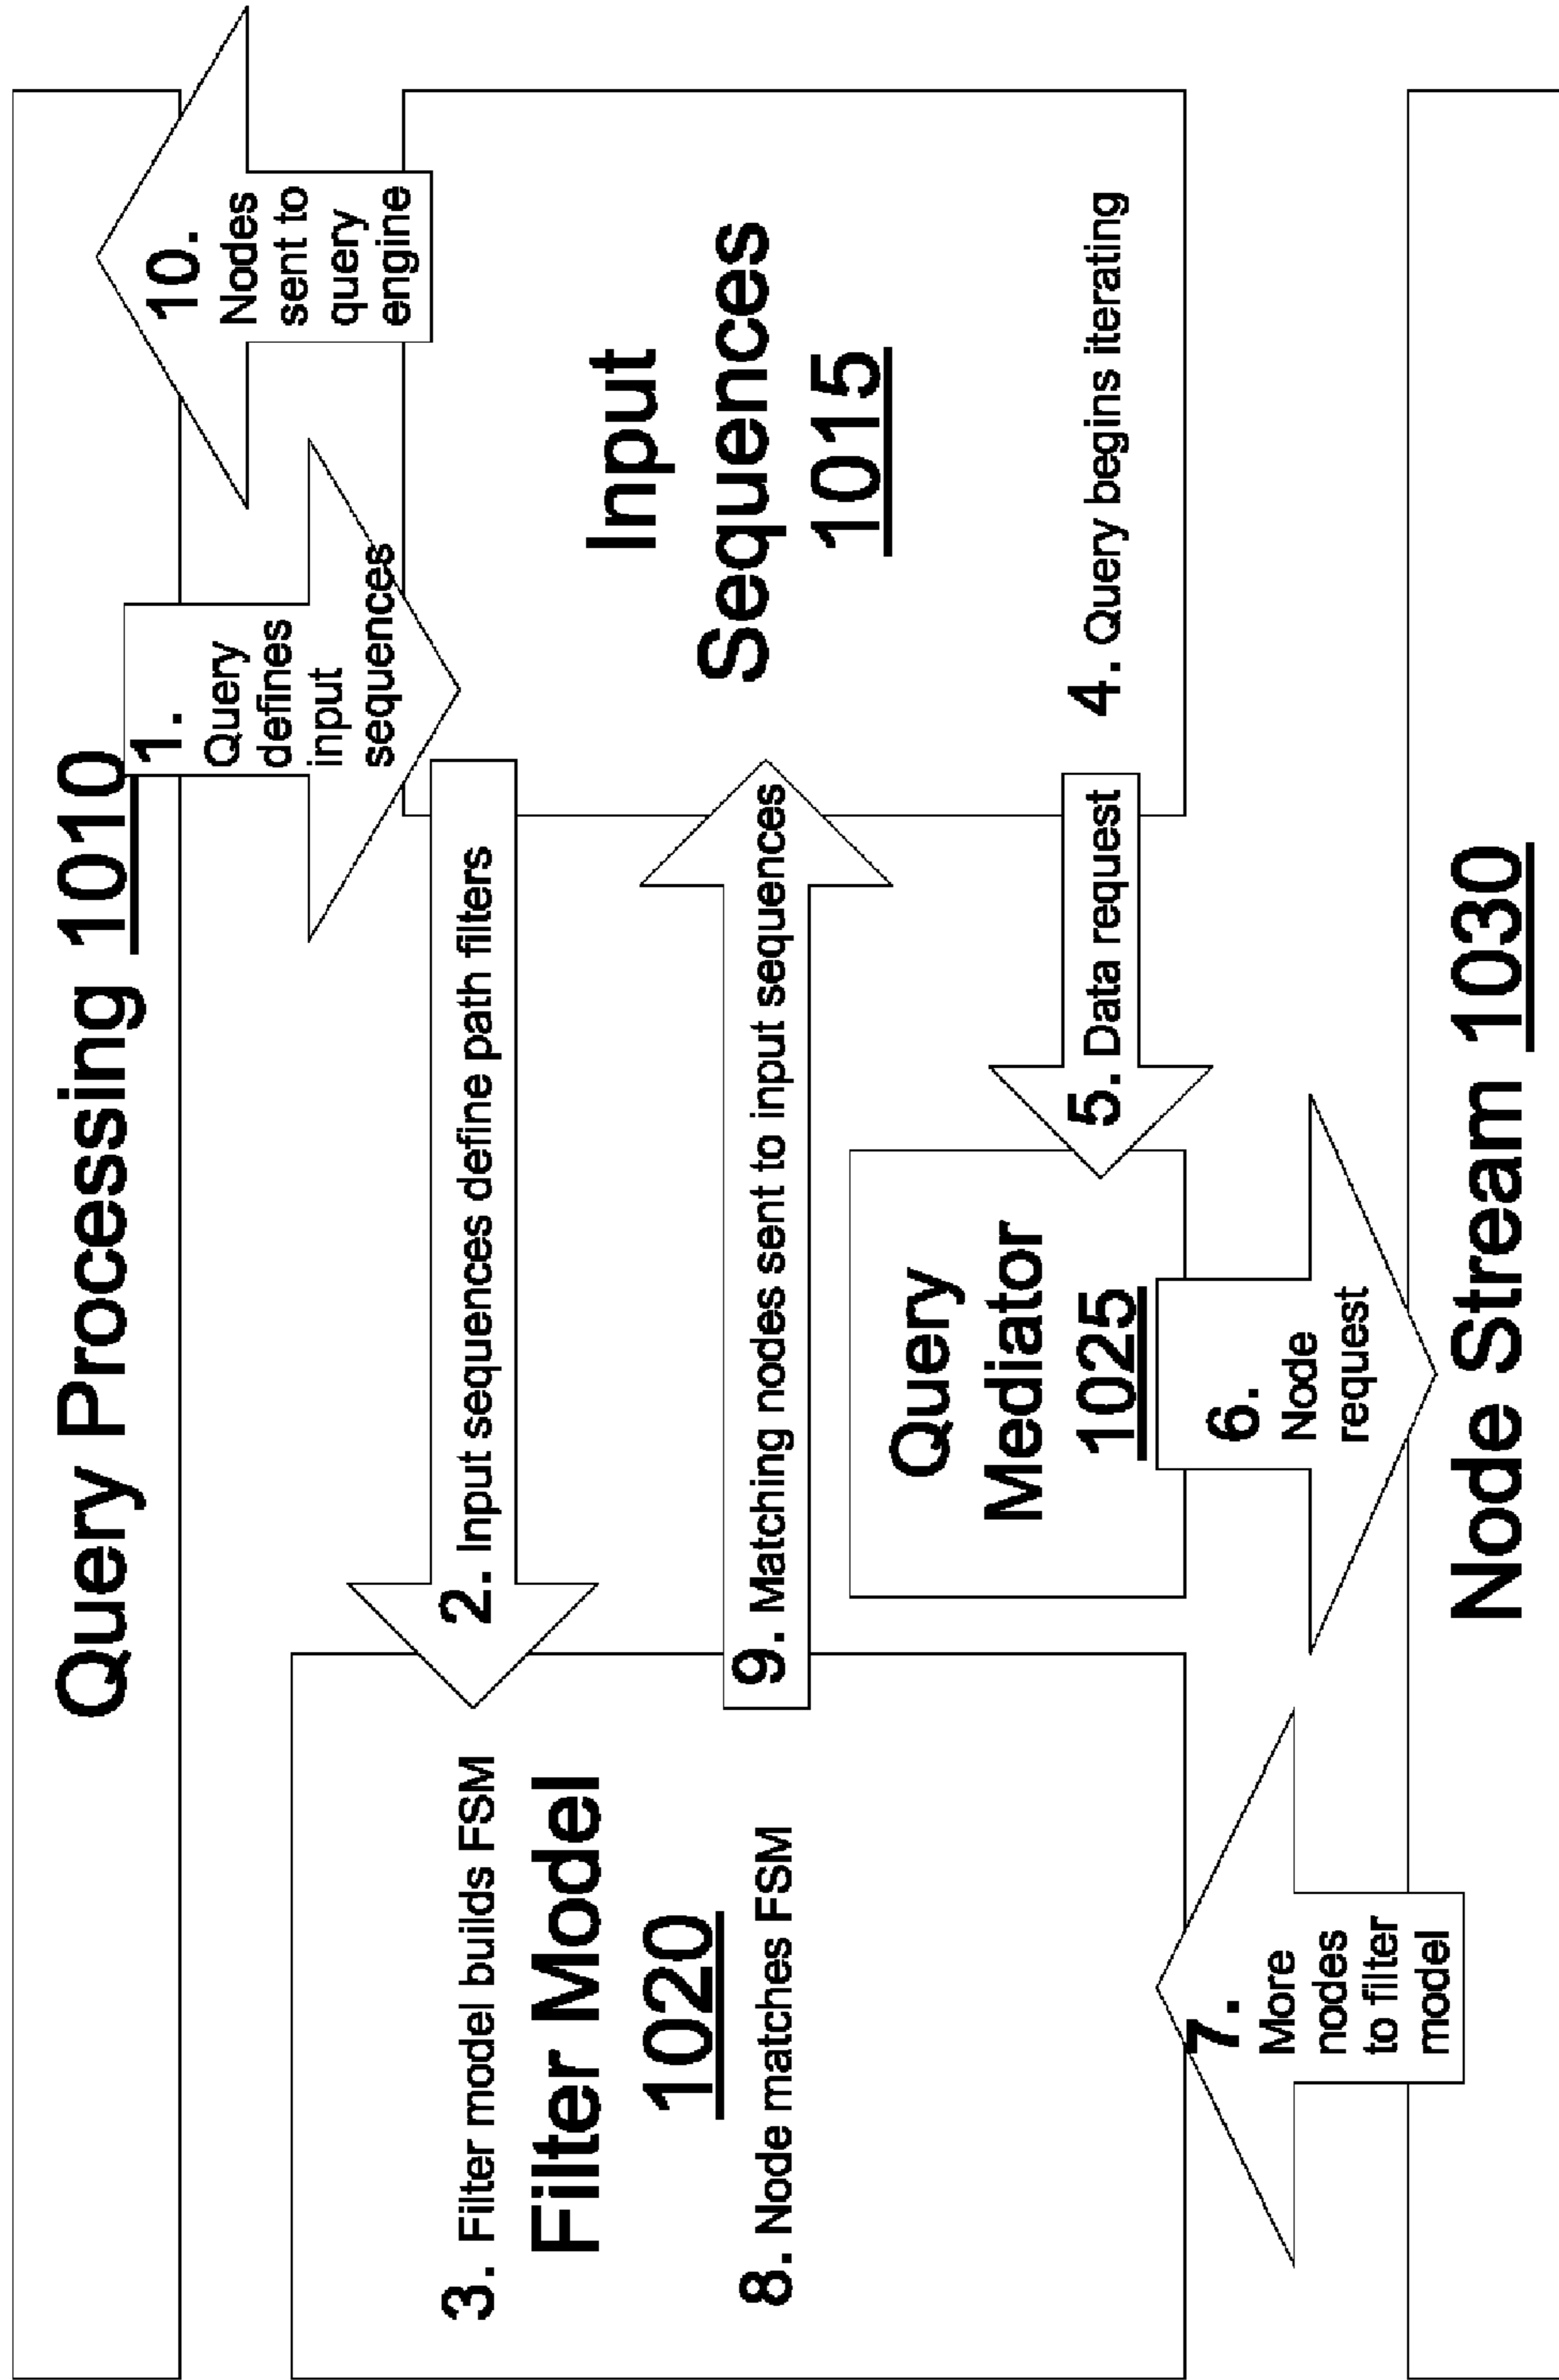 Query Processing 1010
1.
Query
defines
input
sequences
10.
Nodes
sent to
query
engine
2. Input sequences define path filters
3. Filter model builds FSM
Filter Model
1020
8. Node matches FSM
9. Matching nodes sent to input sequences
Input
Sequences
1015
4. Query begins iterating
5. Data request
Query
Mediator
1025
6.
Node
request
7.
More
nodes
to filter
model
Node Stream 1030